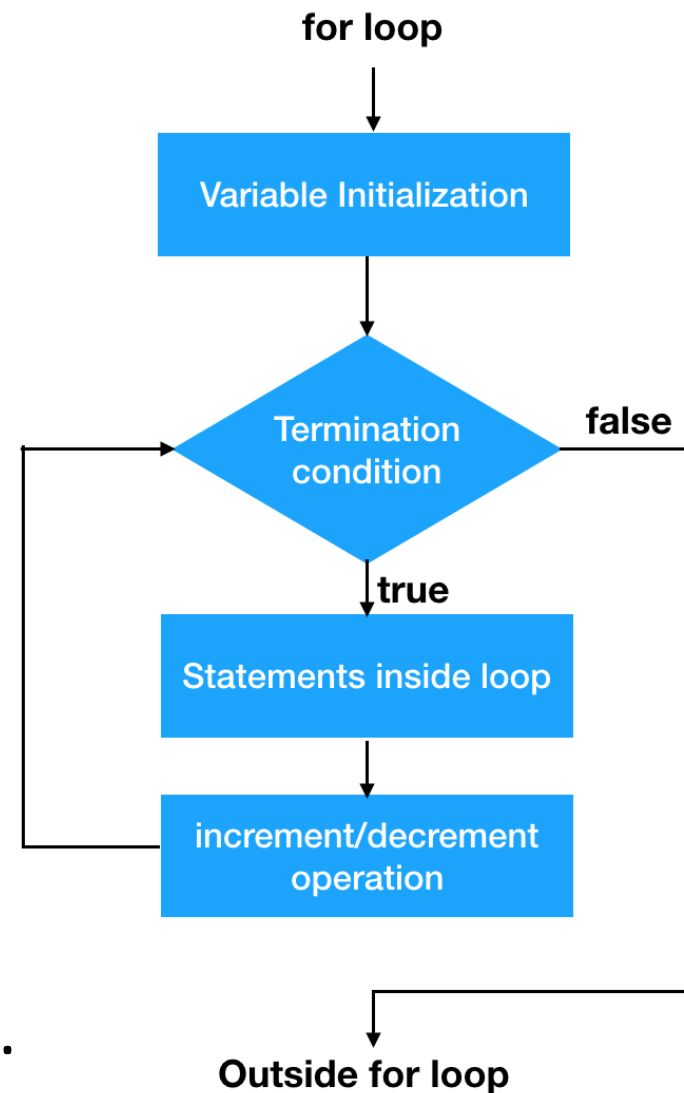 for loop
Variable Initialization
Termination
condition
false
true
Statements inside loop
increment/decrement
operation
.
Outside for loop